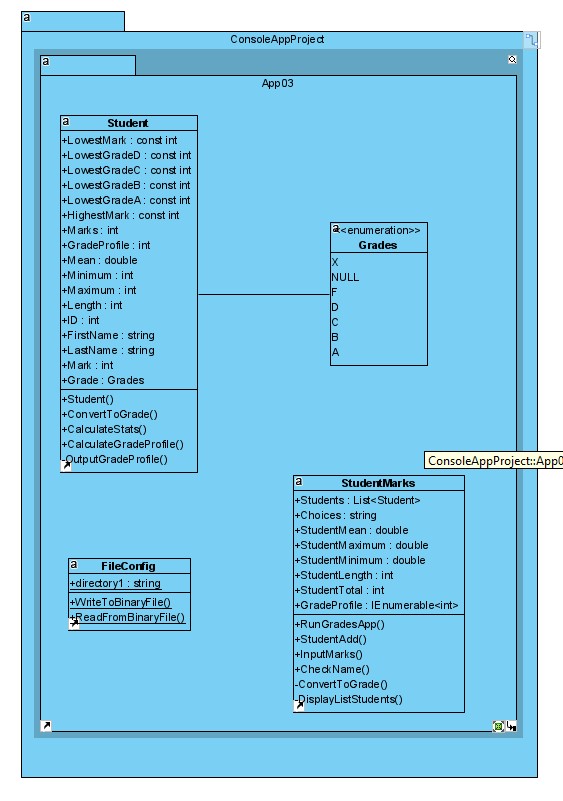 a
ConsoleAppProject
a
App03
a
Student
+LowestMark : const int
+LowestGradeD : const int
+LowestGradeC : const int
+LowestGradeB : const int
+LowestGradeA : const int
+HighestMark : const int
+Marks : int
+GradeProfile : int
+Mean : double
+Minimum : int
+Maximum : int
+Length : int
+ID : int
+FirstName : string
+LastName : string
+Mark : int
+Grade : Grades
+Student()
+ConvertToGrade()
+CalculateStats()
+CalculateGradeProfile()
-OutputGradeProfile()
a
<<enumeration>>
Grades
X
NULL
F
D
C
B
A
ConsoleAppProject::App0
a
StudentMarks
+Students : List<Student>
+Choices : string
+StudentMean : double
+StudentMaximum : double
+StudentMinimum : double
+StudentLength : int
+StudentTotal : int
+GradeProfile : IEnumerable<int>
+RunGradesApp()
+StudentAdd()
+InputMarks()
+CheckName()
-ConvertToGrade()
-DisplayListStudents()
a
FileConfig
+directory1 : string
+WriteToBinaryFile()
+ReadFromBinaryFile()